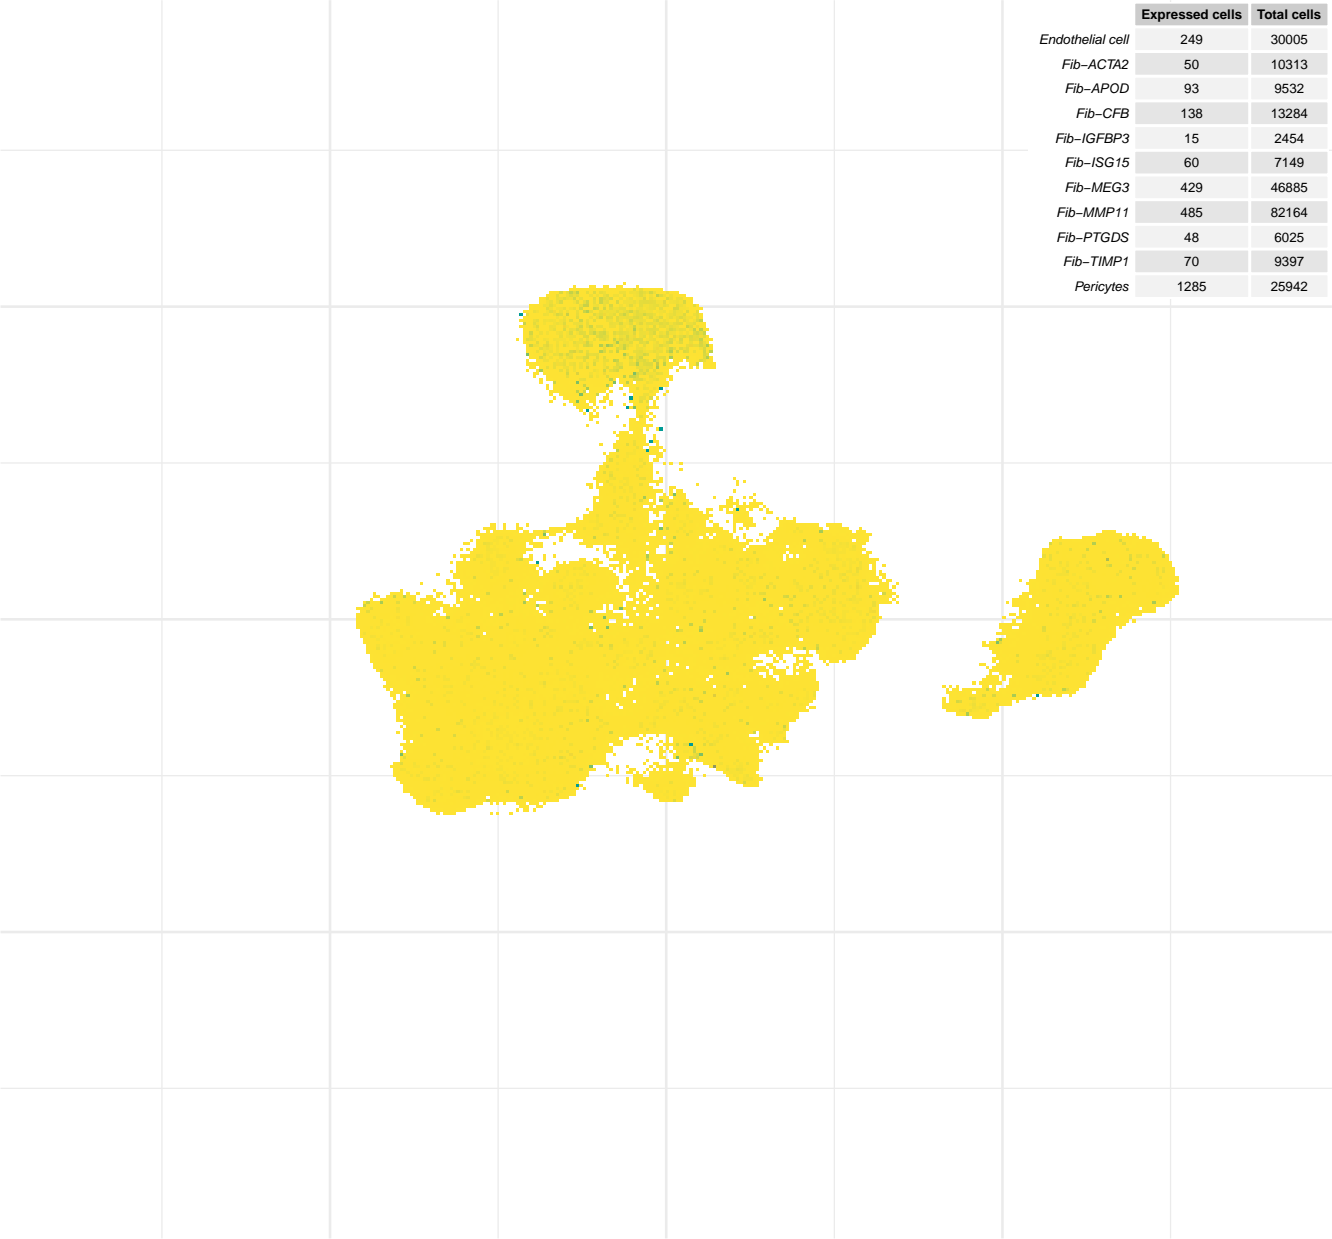 Expressed cells Total cells
Endothelial cell 249 30005
Fib−ACTA2 50 10313
Fib−APOD 93 9532
Fib−CFB 138 13284
Fib−IGFBP3 15 2454
Fib−ISG15 60 7149
Fib−MEG3 429 46885
Fib−MMP11 485 82164
Fib−PTGDS 48 6025
Fib−TIMP1 70 9397
Pericytes 1285 25942